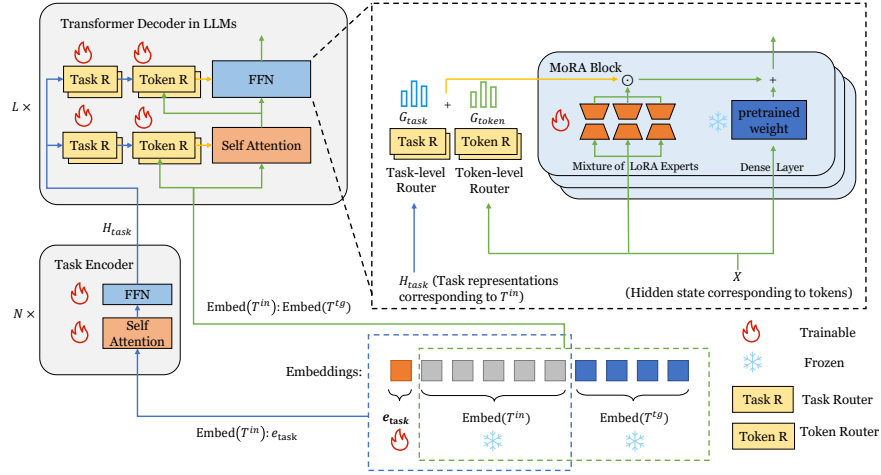 Transformer Decoder in LLMs
L ×
Task R
Token R
FFN
Task R
Token R
Self Attention
H_task
Task Encoder
N ×
FFN
Self
Attention
Embed(T^{in}): Embed(T^{tg})
Embed(T^{in}): e_task
MoRA Block
G_task
+
G_token
Task R
Token R
Task-level
Router
Token-level
Router
⊙
+
pretrained
weight
Mixture of LoRA Experts
Dense Layer
H_task (Task representations
corresponding to T^{in})
X
(Hidden state corresponding to tokens)
Embeddings:
e_task
Embed(T^{in})
Embed(T^{tg})
Trainable
Frozen
Task R
Task Router
Token R
Token Router